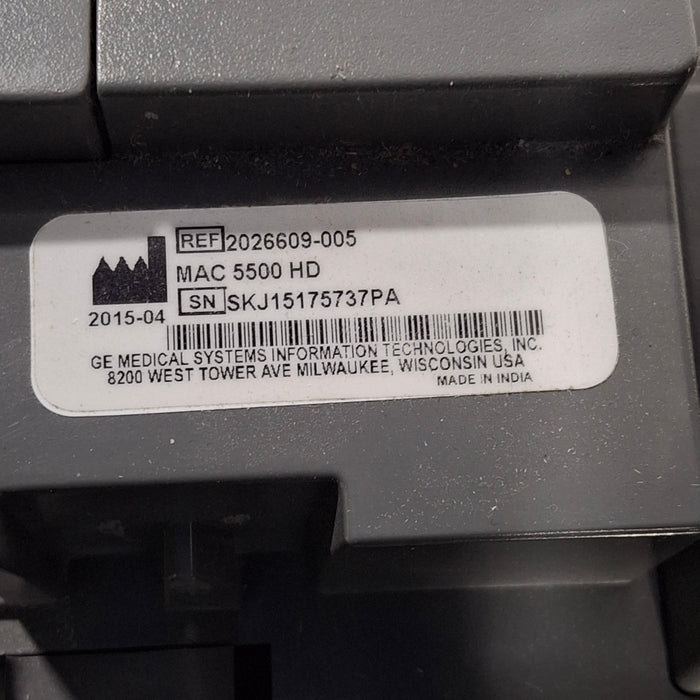 REF 2026609-005
MAC 5500 HD
SN SKJ15175737PA
2015-04
GE MEDICAL SYSTEMS INFORMATION TECHNOLOGIES, INC.
8200 WEST TOWER AVE MILWAUKEE, WISCONSIN USA
MADE IN INDIA